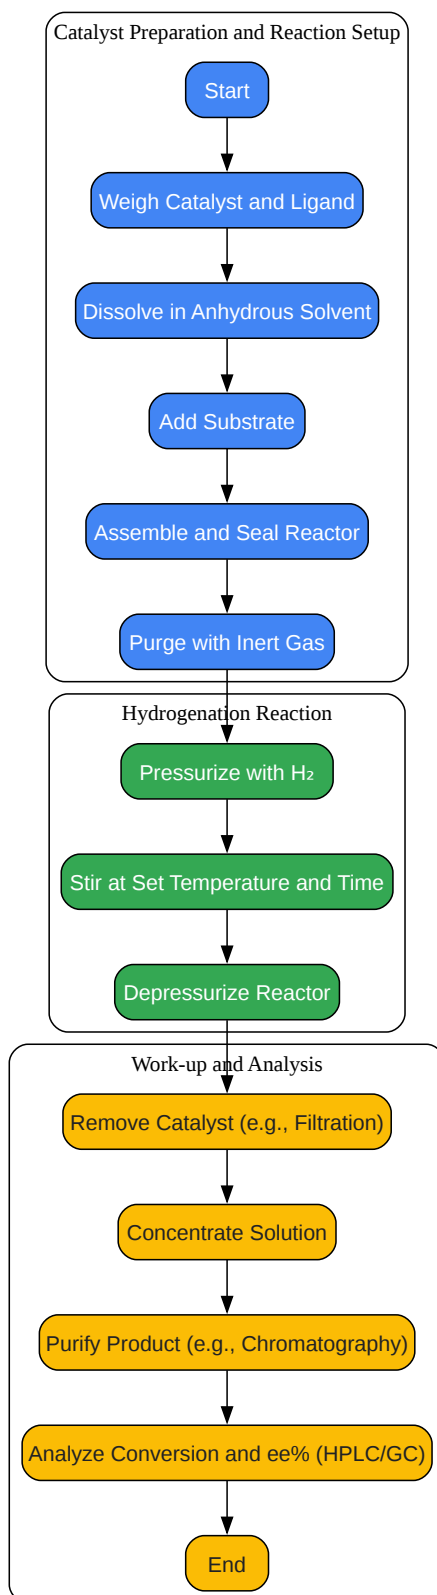 Catalyst Preparation and Reaction Setup
Start
Weigh Catalyst and Ligand
Dissolve in Anhydrous Solvent
Add Substrate
Assemble and Seal Reactor
Purge with Inert Gas
Hydrogenation Reaction
Pressurize with H₂
Stir at Set Temperature and Time
Depressurize Reactor
Work-up and Analysis
Remove Catalyst (e.g., Filtration)
Concentrate Solution
Purify Product (e.g., Chromatography)
Analyze Conversion and ee% (HPLC/GC)
End